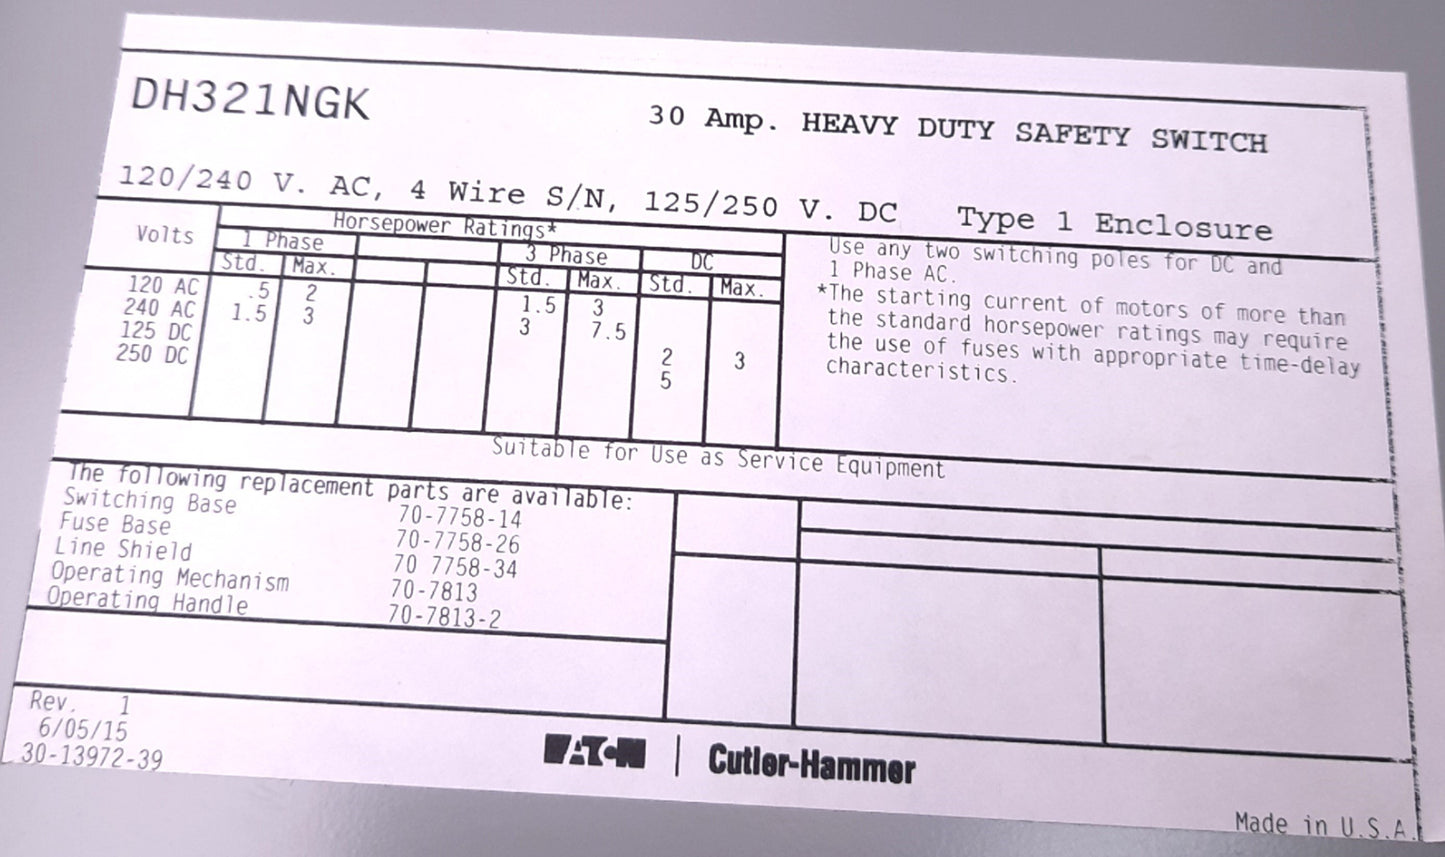 DH321NGK 30 Amp. HEAVY DUTY SAFETY SWITCH
120/240 V. AC, 4 Wire S/N, 125/250 V. DC Type 1 Enclosure
Volts Horsepower Ratings*
1 Phase 3 Phase DC
Std. Max. Std. Max. Std. Max.
120 AC .5 2 1.5 3
240 AC 1.5 3 3 7.5
125 DC 2 3
250 DC 5
Use any two switching poles for DC and
1 Phase AC.
*The starting current of motors of more than
the standard horsepower ratings may require
the use of fuses with appropriate time-delay
characteristics.
Suitable for Use as Service Equipment
The following replacement parts are available:
Switching Base 70-7758-14
Fuse Base 70-7758-26
Line Shield 70 7758-34
Operating Mechanism 70-7813
Operating Handle 70-7813-2
Rev. 1
6/05/15
30-13972-39
EATON | Cutler-Hammer
Made in U.S.A.